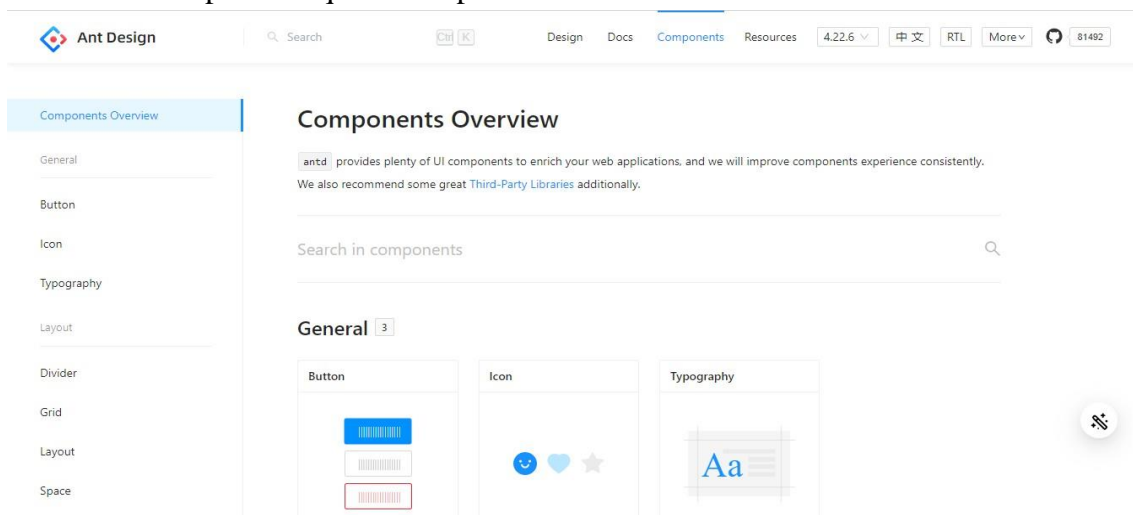 Ant Design
Search
Ctrl K
Design Docs Components Resources 4.22.6 中文 RTL More 81492
Components Overview
General
Button
Icon
Typography
Layout
Divider
Grid
Layout
Space
Components Overview
antd provides plenty of UI components to enrich your web applications, and we will improve components experience consistently.
We also recommend some great Third-Party Libraries additionally.
Search in components
General 3
Button Icon Typography
Aa